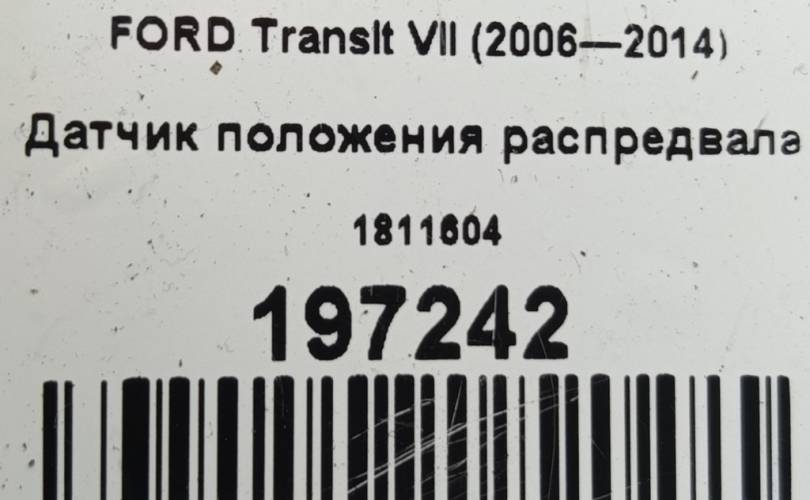 FORD Transit VII (2006—2014)
Датчик положения распредвала
1811604
197242